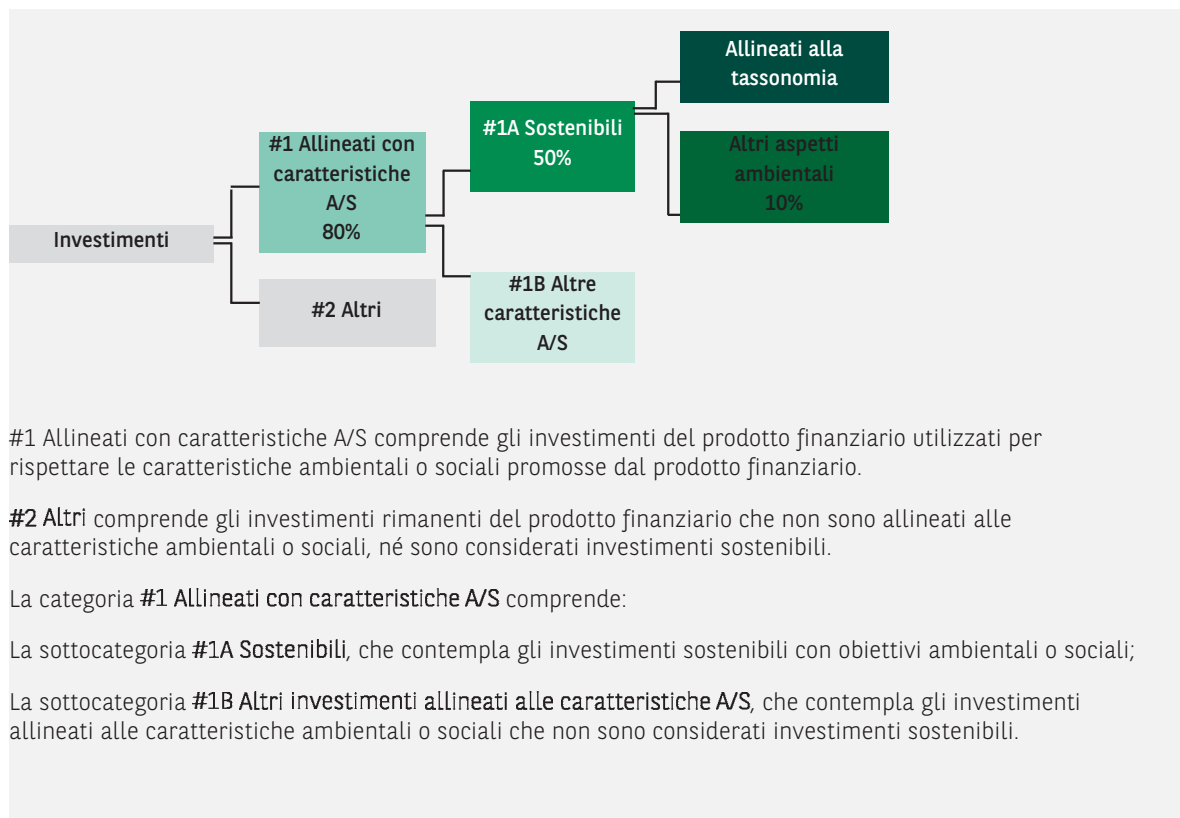 Allineati alla
tassonomia
#1A Sostenibili
50%
Altri aspetti
ambientali
10%
#1 Allineati con
caratteristiche
A/S
80%
Investimenti
#2 Altri
#1B Altre
caratteristiche
A/S
#1 Allineati con caratteristiche A/S comprende gli investimenti del prodotto finanziario utilizzati per
rispettare le caratteristiche ambientali o sociali promosse dal prodotto finanziario.
#2 Altri comprende gli investimenti rimanenti del prodotto finanziario che non sono allineati alle
caratteristiche ambientali o sociali, né sono considerati investimenti sostenibili.
La categoria #1 Allineati con caratteristiche A/S comprende:
La sottocategoria #1A Sostenibili, che contempla gli investimenti sostenibili con obiettivi ambientali o sociali;
La sottocategoria #1B Altri investimenti allineati alle caratteristiche A/S, che contempla gli investimenti
allineati alle caratteristiche ambientali o sociali che non sono considerati investimenti sostenibili.